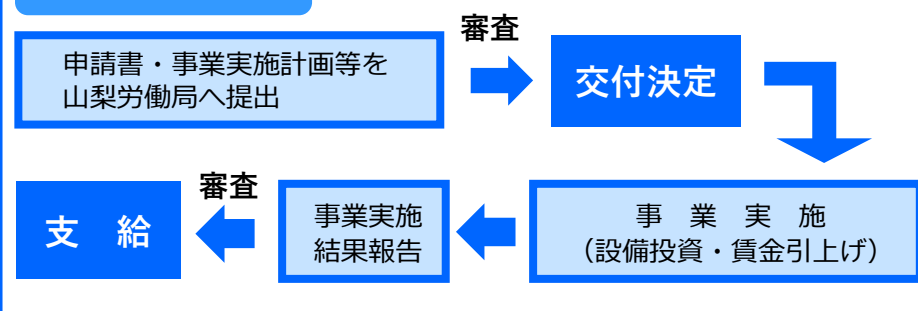 審査
申請書・事業実施計画等を
山梨労働局へ提出
交付決定
事　業　実　施
（設備投資・賃金引上げ）
事業実施
結果報告
審査
支　給